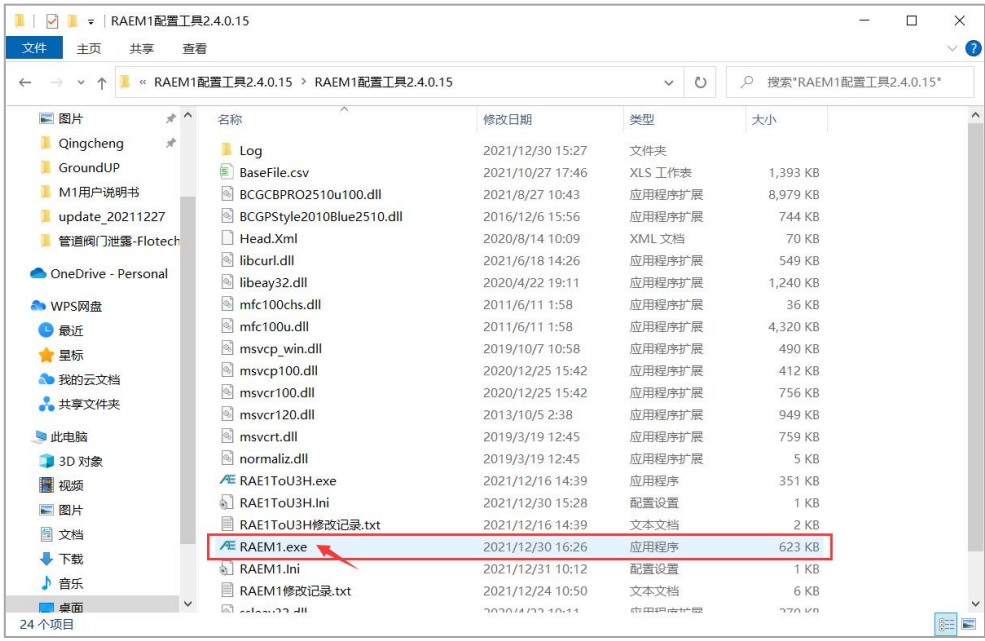 RAEM1配置工具2.4.0.15
文件 主页 共享 查看
« RAEM1配置工具2.4.0.15 › RAEM1配置工具2.4.0.15 搜索"RAEM1配置工具2.4.0.15"
图片
Qingcheng
GroundUP
M1用户说明书
update_20211227
管道阀门泄露-Flotech
OneDrive - Personal
WPS网盘
最近
星标
我的云文档
共享文件夹
此电脑
3D 对象
视频
图片
文档
下载
音乐
桌面
名称 修改日期 类型 大小
Log 2021/12/30 15:27 文件夹
BaseFile.csv 2021/10/27 17:46 XLS 工作表 1,393 KB
BCGCBPRO2510u100.dll 2021/8/27 10:43 应用程序扩展 8,979 KB
BCGPStyle2010Blue2510.dll 2016/12/6 15:56 应用程序扩展 744 KB
Head.Xml 2020/8/14 10:09 XML 文档 70 KB
libcurl.dll 2021/6/18 14:26 应用程序扩展 549 KB
libeay32.dll 2020/4/22 19:11 应用程序扩展 1,240 KB
mfc100chs.dll 2011/6/11 1:58 应用程序扩展 36 KB
mfc100u.dll 2011/6/11 1:58 应用程序扩展 4,320 KB
msvcp_win.dll 2019/10/7 10:58 应用程序扩展 490 KB
msvcp100.dll 2020/12/25 15:42 应用程序扩展 412 KB
msvcr100.dll 2020/12/25 15:42 应用程序扩展 756 KB
msvcr120.dll 2013/10/5 2:38 应用程序扩展 949 KB
msvcrt.dll 2019/3/19 12:45 应用程序扩展 759 KB
normaliz.dll 2019/3/19 12:45 应用程序扩展 5 KB
RAE1ToU3H.exe 2021/12/16 14:39 应用程序 351 KB
RAE1ToU3H.Ini 2021/12/30 15:28 配置设置 1 KB
RAE1ToU3H修改记录.txt 2021/12/16 14:39 文本文档 2 KB
RAEM1.exe 2021/12/30 16:26 应用程序 623 KB
RAEM1.Ini 2021/12/31 10:12 配置设置 1 KB
RAEM1修改记录.txt 2021/12/24 10:50 文本文档 6 KB
ssleay32.dll 2020/4/22 19:11 应用程序扩展 270 KB
24 个项目